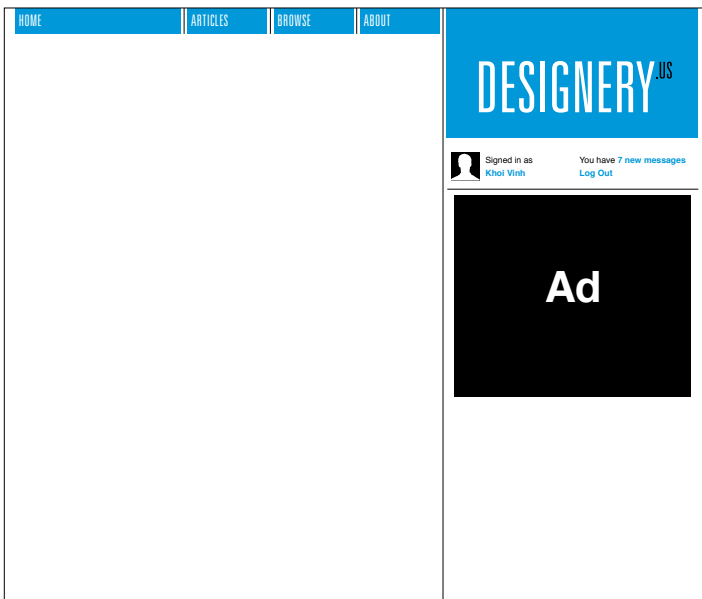 HOME
ARTICLES
BROWSE
ABOUT
DESIGNERY.US
Signed in as
Khoi Vinh
You have 7 new messages
Log Out
Ad